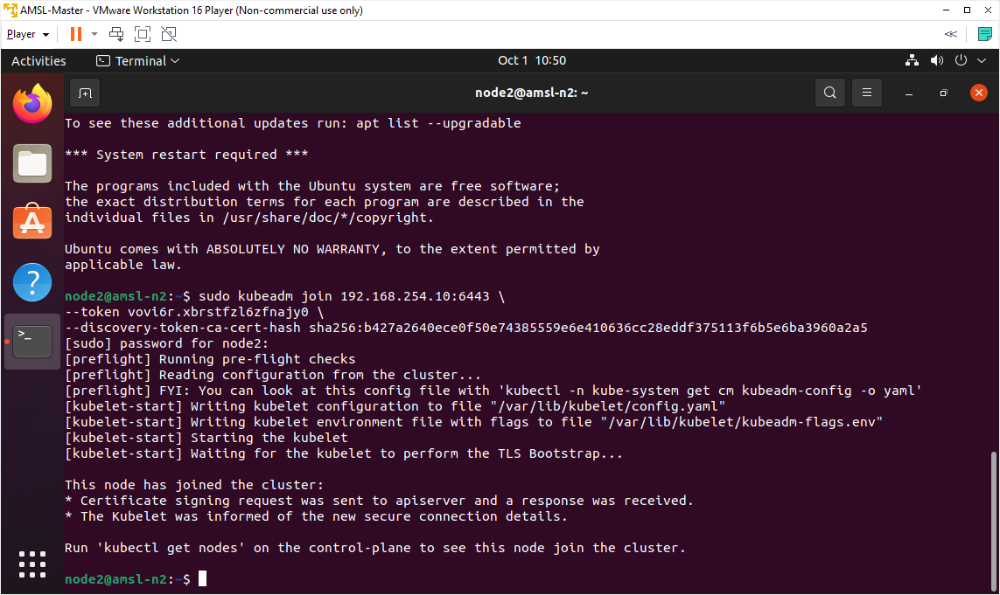 AMSL-Master - VMware Workstation 16 Player (Non-commercial use only)
Player
Activities
Terminal
Oct 1 10:50
node2@amsl-n2: ~
To see these additional updates run: apt list --upgradable
*** System restart required ***
The programs included with the Ubuntu system are free software;
the exact distribution terms for each program are described in the
individual files in /usr/share/doc/*/copyright.
Ubuntu comes with ABSOLUTELY NO WARRANTY, to the extent permitted by
applicable law.
node2@amsl-n2:~$ sudo kubeadm join 192.168.254.10:6443 \
--token vovi6r.xbrstfzl6zfnajy0 \
--discovery-token-ca-cert-hash sha256:b427a2640ece0f50e74385559e6e410636cc28eddf375113f6b5e6ba3960a2a5
[sudo] password for node2:
[preflight] Running pre-flight checks
[preflight] Reading configuration from the cluster...
[preflight] FYI: You can look at this config file with 'kubectl -n kube-system get cm kubeadm-config -o yaml'
[kubelet-start] Writing kubelet configuration to file "/var/lib/kubelet/config.yaml"
[kubelet-start] Writing kubelet environment file with flags to file "/var/lib/kubelet/kubeadm-flags.env"
[kubelet-start] Starting the kubelet
[kubelet-start] Waiting for the kubelet to perform the TLS Bootstrap...
This node has joined the cluster:
* Certificate signing request was sent to apiserver and a response was received.
* The Kubelet was informed of the new secure connection details.
Run 'kubectl get nodes' on the control-plane to see this node join the cluster.
node2@amsl-n2:~$